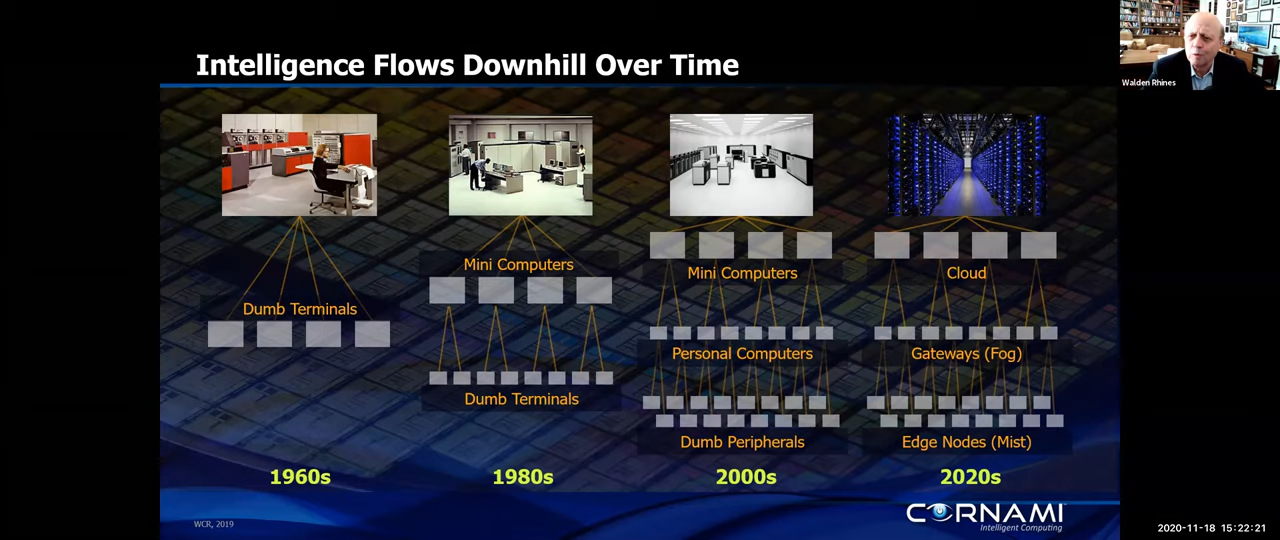 Intelligence Flows Downhill Over Time
Walden Rhines
Dumb Terminals
1960s
Mini Computers
Dumb Terminals
1980s
Mini Computers
Personal Computers
Dumb Peripherals
2000s
Cloud
Gateways (Fog)
Edge Nodes (Mist)
2020s
WCR, 2019
CORNAMI
Intelligent Computing
2020-11-18 15:22:21